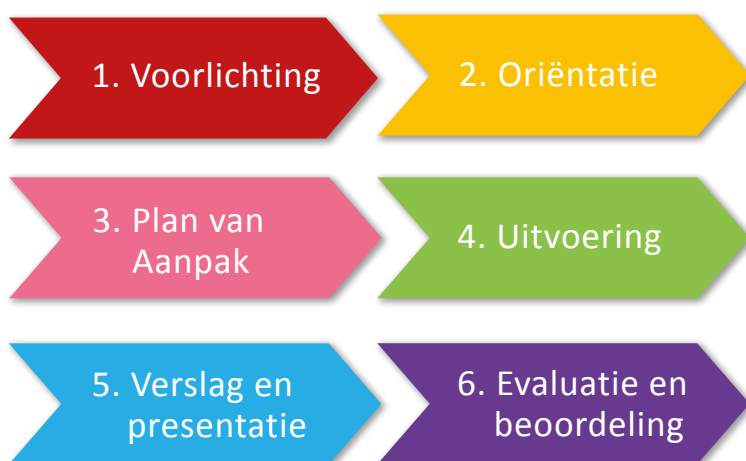 1. Voorlichting
2. Oriëntatie
3. Plan van
Aanpak
4. Uitvoering
5. Verslag en
presentatie
6. Evaluatie en
beoordeling